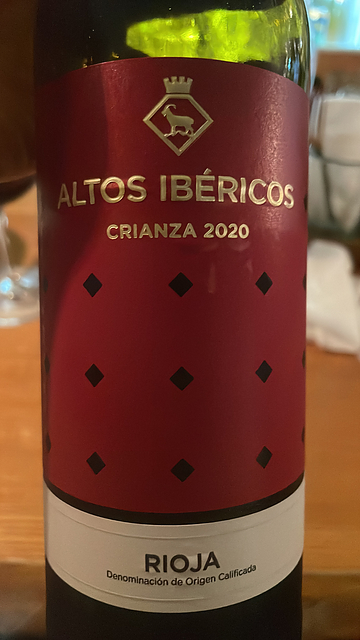 ALTOS IBÉRICOS
CRIANZA 2020
RIOJA
Denominación de Origen Calificada